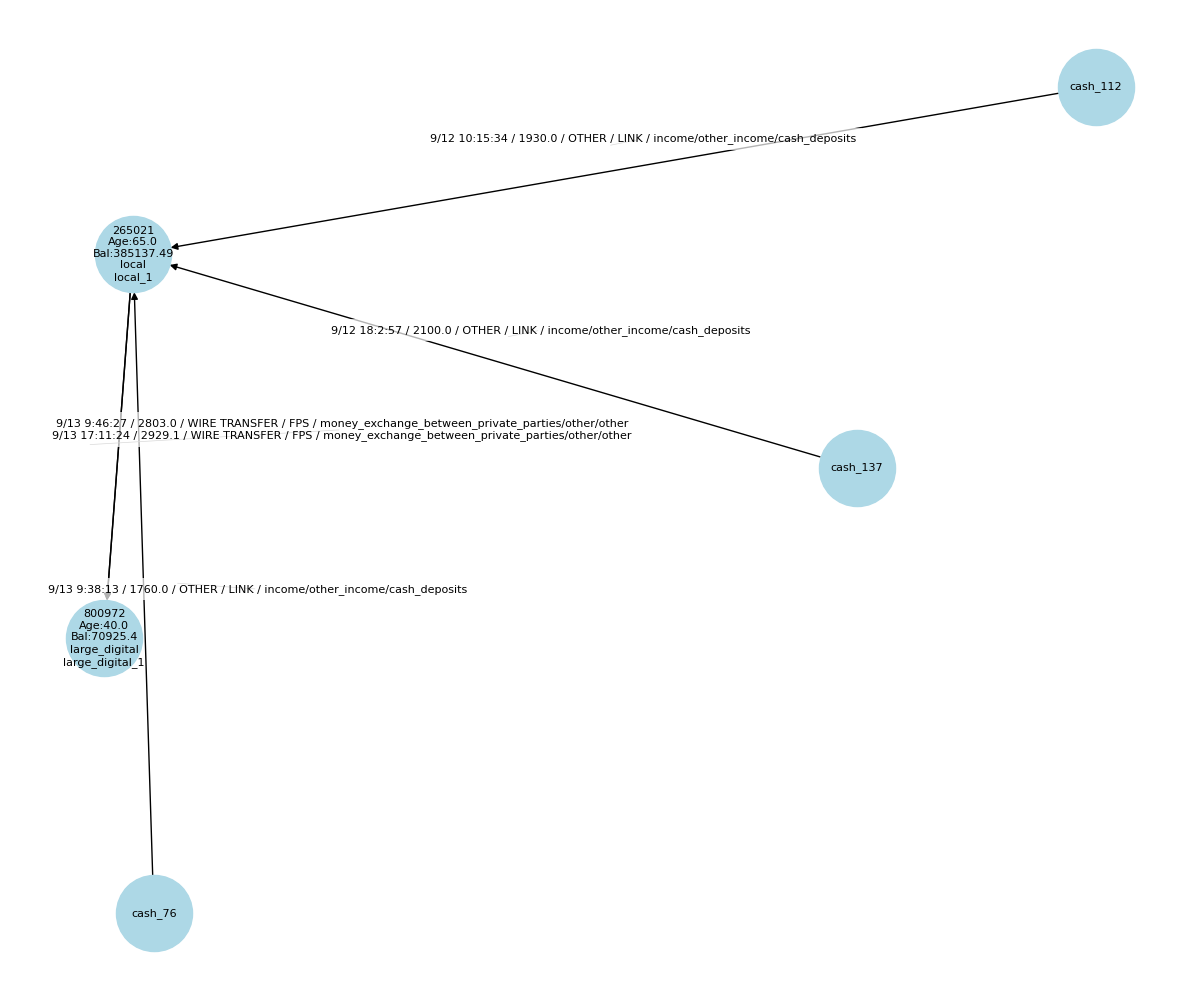 cash_112
9/12 10:15:34 / 1930.0 / OTHER / LINK / income/other_income/cash_deposits
265021
Age:65.0
Bal:385137.49
local
local_1
9/12 18:2:57 / 2100.0 / OTHER / LINK / income/other_income/cash_deposits
9/13 9:46:27 / 2803.0 / WIRE TRANSFER / FPS / money_exchange_between_private_parties/other/other
9/13 17:11:24 / 2929.1 / WIRE TRANSFER / FPS / money_exchange_between_private_parties/other/other
cash_137
9/13 9:38:13 / 1760.0 / OTHER / LINK / income/other_income/cash_deposits
800972
Age:40.0
Bal:70925.4
large_digital
large_digital_1
cash_76